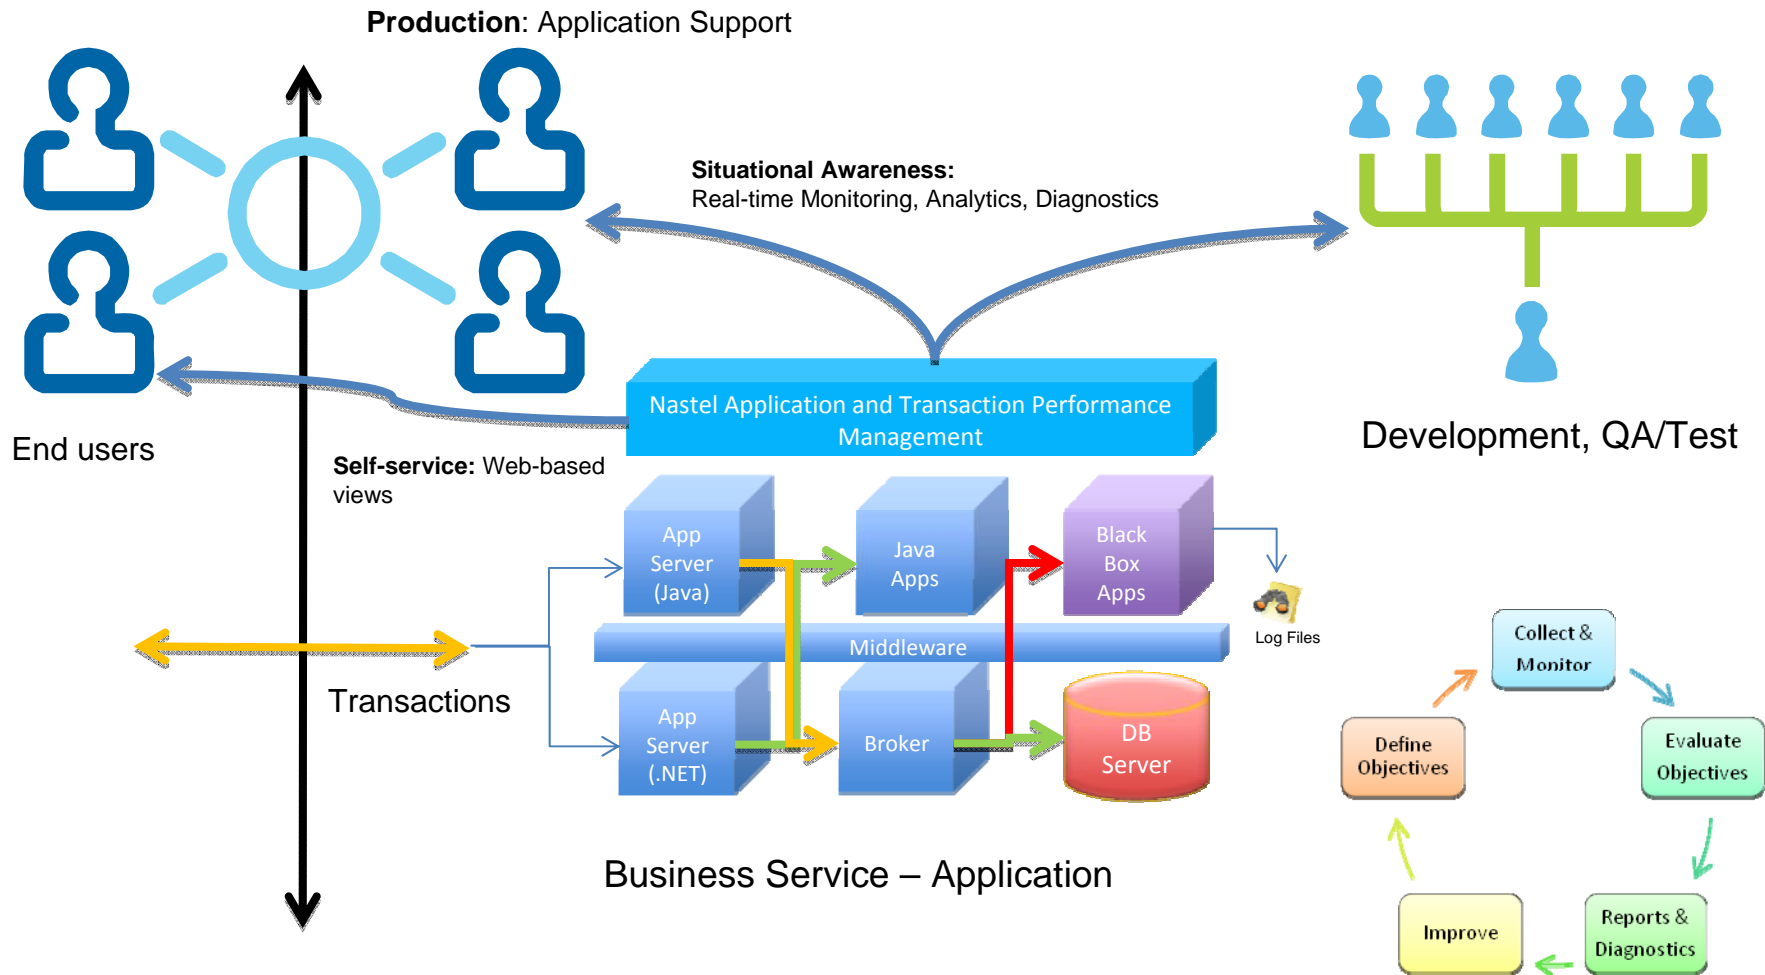 Production: Application Support
Situational Awareness:
Real-time Monitoring, Analytics, Diagnostics
Nastel Application and Transaction Performance
Management
End users
Development, QA/Test
Self-service: Web-based
views
App
Server
(Java)
Java
Apps
Black
Box
Apps
Log Files
Middleware
Transactions
App
Server
(.NET)
Broker
DB
Server
Business Service – Application
Collect &
Monitor
Define
Objectives
Evaluate
Objectives
Improve
Reports &
Diagnostics